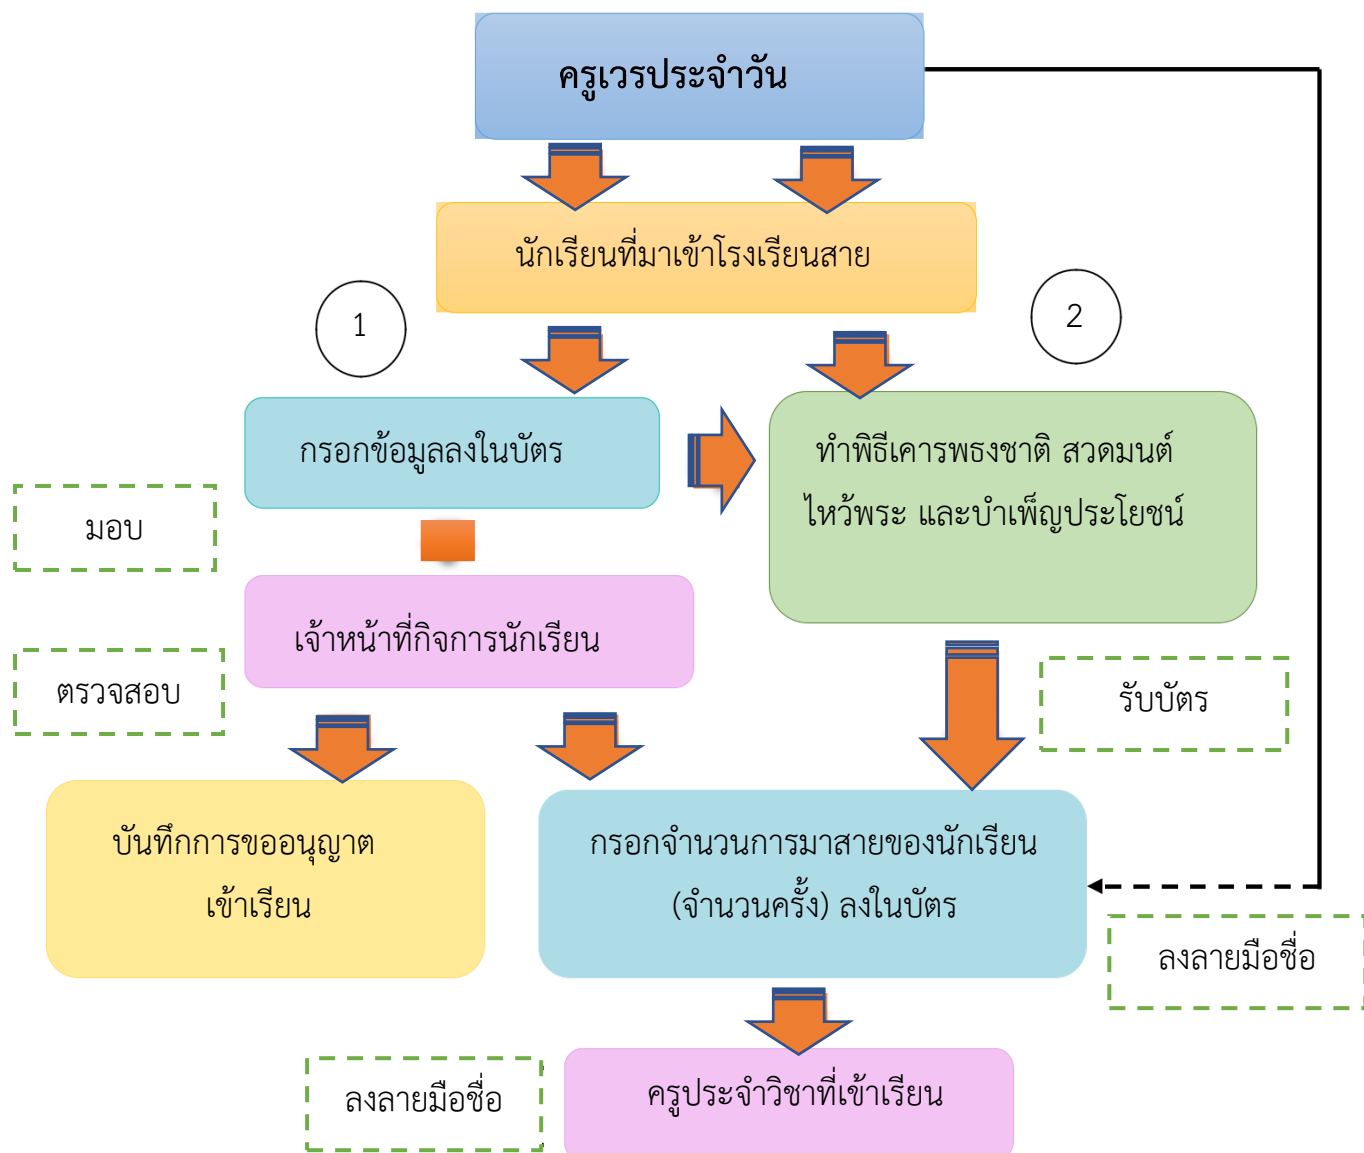 ครูเวรประจำวัน
นักเรียนที่มาเข้าโรงเรียนสาย
1
2
กรอกข้อมูลลงในบัตร
ทำพิธีเคารพธงชาติ สวดมนต์
ไหว้พระ และบำเพ็ญประโยชน์
มอบ
เจ้าหน้าที่กิจการนักเรียน
ตรวจสอบ
รับบัตร
บันทึกการขออนุญาต
เข้าเรียน
กรอกจำนวนการมาสายของนักเรียน
(จำนวนครั้ง) ลงในบัตร
ลงลายมือชื่อ
ลงลายมือชื่อ
ครูประจำวิชาที่เข้าเรียน